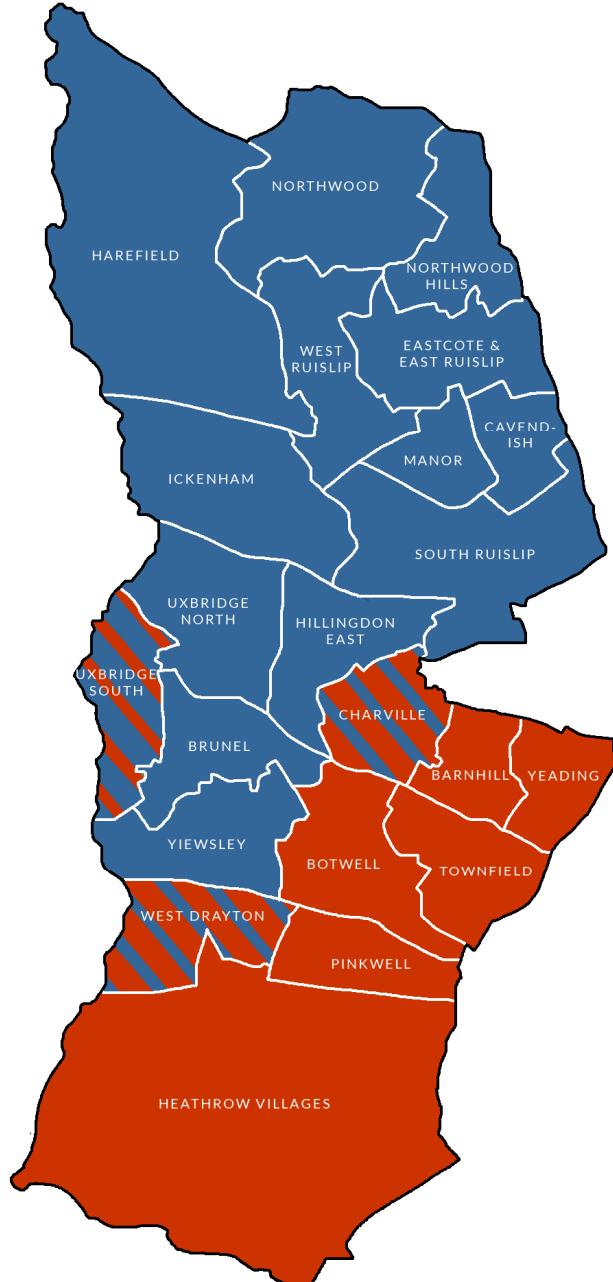 NORTHWOOD
HAREFIELD
NORTHWOOD
HILLS
WEST
RUISLIP
EASTCOTE &
EAST RUISLIP
CAVEND-
ISH
MANOR
ICKENHAM
SOUTH RUISLIP
UXBRIDGE
NORTH
HILLINGDON
EAST
UXBRIDGE
SOUTH
CHARVILLE
BRUNEL
BARNHILL
YEADING
YIEWSLEY
BOTWELL
TOWNFIELD
WEST DRAYTON
PINKWELL
HEATHROW VILLAGES